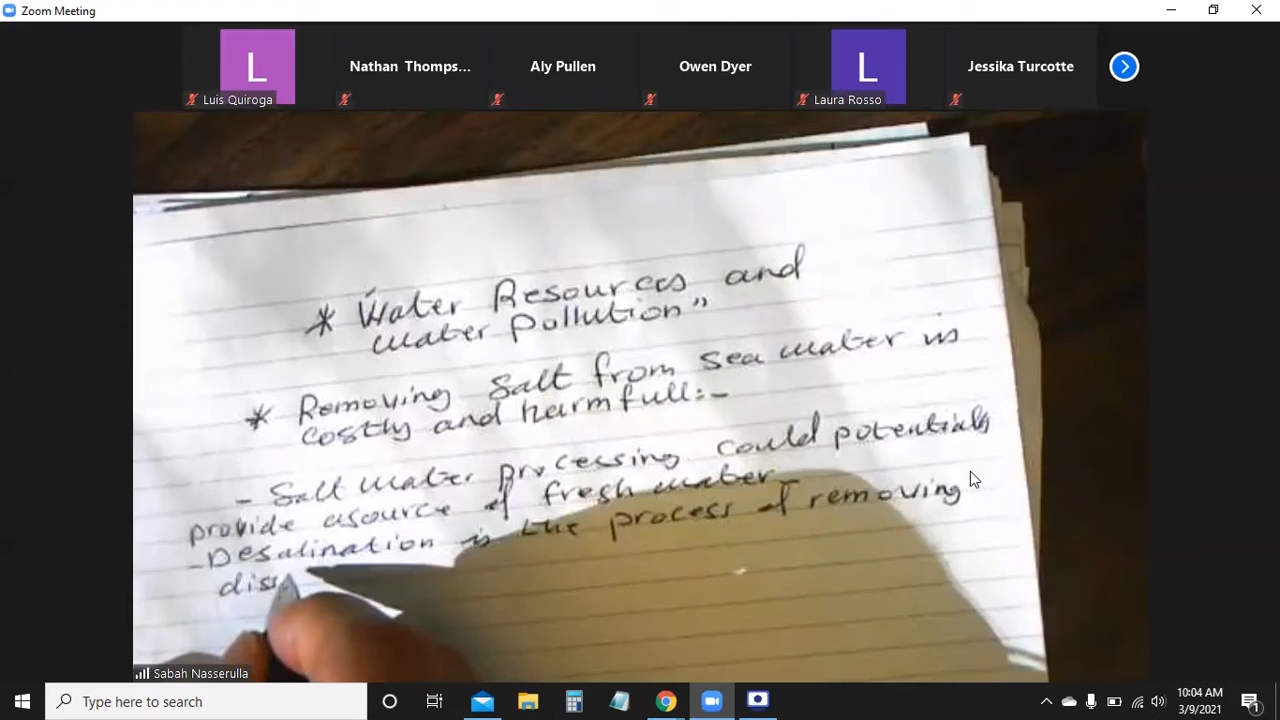 Zoom Meeting
L
Luis Quiroga
Nathan Thomps...
Aly Pullen
Owen Dyer
L
Laura Rosso
Jessika Turcotte
* "Water Resources and
water Pollution"
* Removing Salt from sea water is
costly and harmfull:-
- Salt water processing could potentially
provide a source of fresh water-
- Desalination is the process of removing
diss
Sabah Nasserulla
Type here to search
10:04 AM
3/9/2021
1